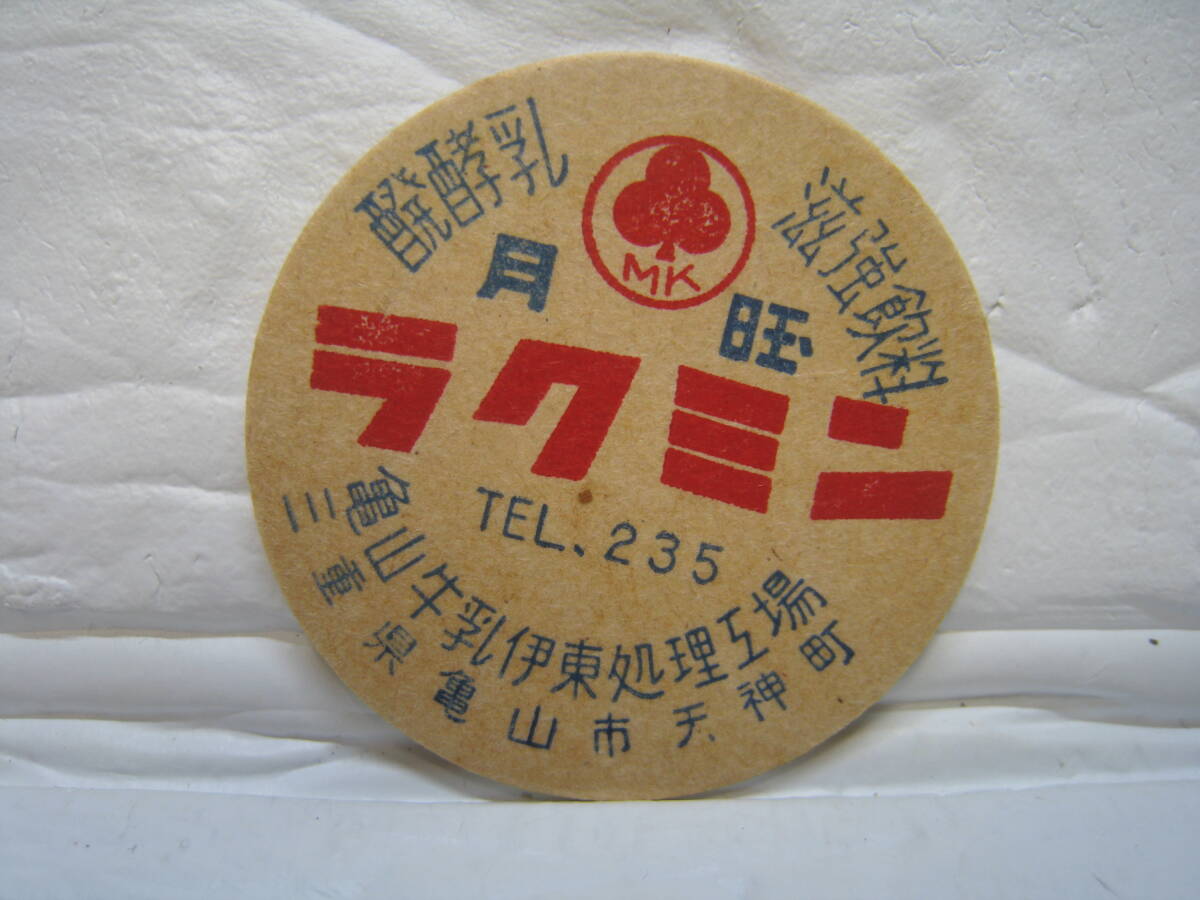 醗酵乳
滋強飲料
MK
月
旺
ラクミン
TEL. 235
亀山牛乳伊東処理工場
三重県亀山市天神町